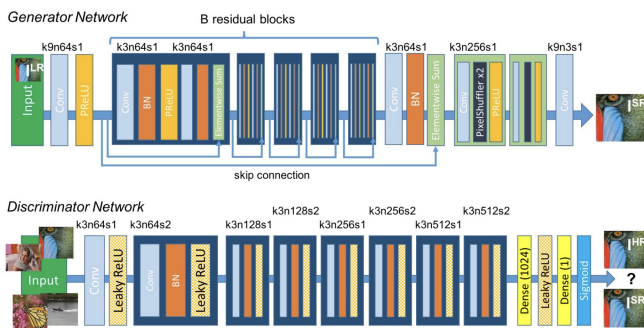 Generator Network
B residual blocks
k9n64s1
k3n64s1
k3n64s1
k3n64s1
k3n256s1
k9n3s1
I LR
Input
Conv
PReLU
Conv
BN
PReLU
Elementwise Sum
Conv
BN
Elementwise Sum
Conv
PixelShuffler x2
PReLU
Conv
I SR
skip connection
Discriminator Network
k3n128s2
k3n256s2
k3n512s2
k3n64s1
k3n64s2
k3n128s1
k3n256s1
k3n512s1
Input
Conv
Leaky ReLU
Conv
BN
Leaky ReLU
Dense (1024)
Leaky ReLU
Dense (1)
Sigmoid
I HR
?
I SR